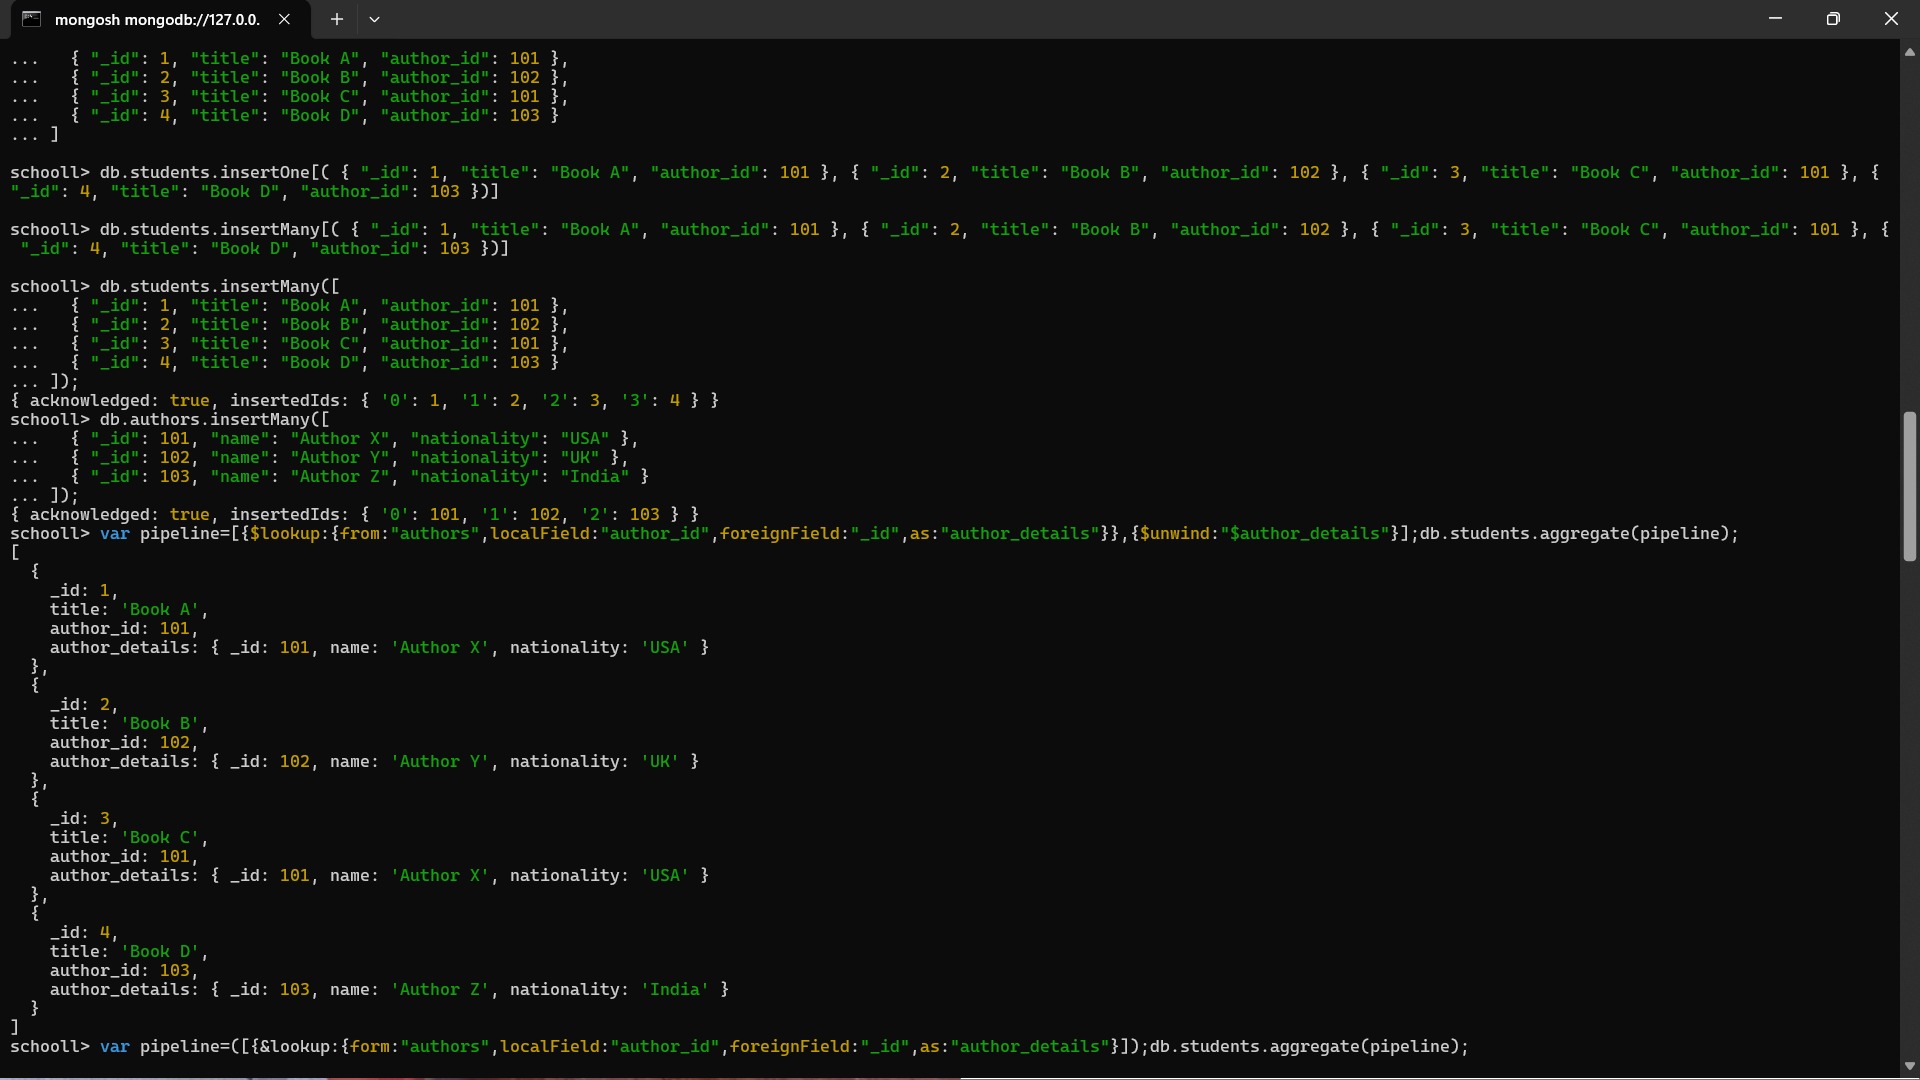 mongosh mongodb://127.0.0.
...   { "_id": 1, "title": "Book A", "author_id": 101 },
...   { "_id": 2, "title": "Book B", "author_id": 102 },
...   { "_id": 3, "title": "Book C", "author_id": 101 },
...   { "_id": 4, "title": "Book D", "author_id": 103 }
... ]
schooll> db.students.insertOne[( { "_id": 1, "title": "Book A", "author_id": 101 }, { "_id": 2, "title": "Book B", "author_id": 102 }, { "_id": 3, "title": "Book C", "author_id": 101 }, {
"_id": 4, "title": "Book D", "author_id": 103 })]
schooll> db.students.insertMany[( { "_id": 1, "title": "Book A", "author_id": 101 }, { "_id": 2, "title": "Book B", "author_id": 102 }, { "_id": 3, "title": "Book C", "author_id": 101 }, {
 "_id": 4, "title": "Book D", "author_id": 103 })]
schooll> db.students.insertMany([
...   { "_id": 1, "title": "Book A", "author_id": 101 },
...   { "_id": 2, "title": "Book B", "author_id": 102 },
...   { "_id": 3, "title": "Book C", "author_id": 101 },
...   { "_id": 4, "title": "Book D", "author_id": 103 }
... ]);
{ acknowledged: true, insertedIds: { '0': 1, '1': 2, '2': 3, '3': 4 } }
schooll> db.authors.insertMany([
...   { "_id": 101, "name": "Author X", "nationality": "USA" },
...   { "_id": 102, "name": "Author Y", "nationality": "UK" },
...   { "_id": 103, "name": "Author Z", "nationality": "India" }
... ]);
{ acknowledged: true, insertedIds: { '0': 101, '1': 102, '2': 103 } }
schooll> var pipeline=[{$lookup:{from:"authors",localField:"author_id",foreignField:"_id",as:"author_details"}},{$unwind:"$author_details"}];db.students.aggregate(pipeline);
[
  {
    _id: 1,
    title: 'Book A',
    author_id: 101,
    author_details: { _id: 101, name: 'Author X', nationality: 'USA' }
  },
  {
    _id: 2,
    title: 'Book B',
    author_id: 102,
    author_details: { _id: 102, name: 'Author Y', nationality: 'UK' }
  },
  {
    _id: 3,
    title: 'Book C',
    author_id: 101,
    author_details: { _id: 101, name: 'Author X', nationality: 'USA' }
  },
  {
    _id: 4,
    title: 'Book D',
    author_id: 103,
    author_details: { _id: 103, name: 'Author Z', nationality: 'India' }
  }
]
schooll> var pipeline=([{&lookup:{form:"authors",localField:"author_id",foreignField:"_id",as:"author_details"}]);db.students.aggregate(pipeline);